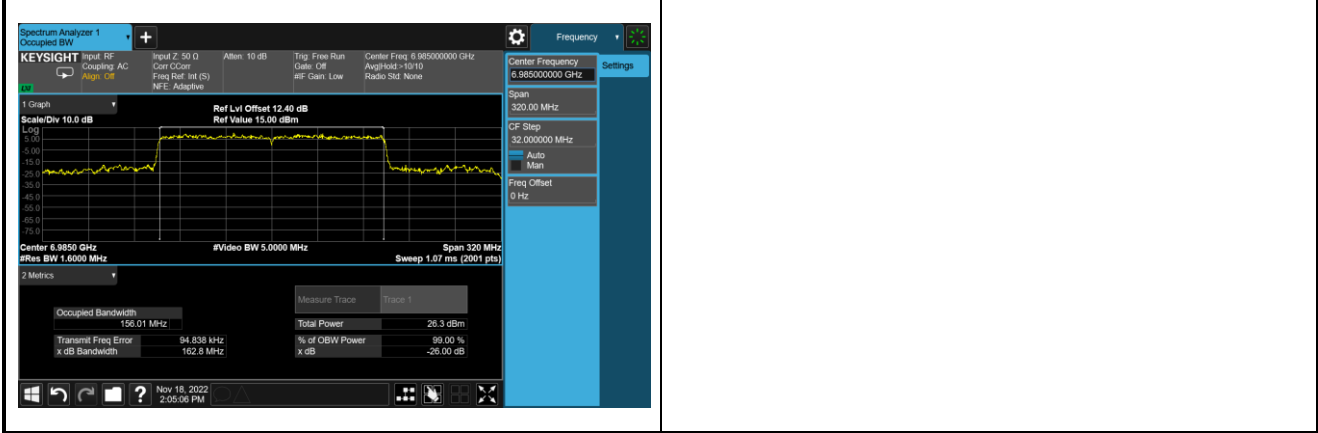 Spectrum Analyzer 1
Occupied BW
+
Frequency
KEYSIGHT
Input: RF
Coupling: AC
Align: Off
LXI
Input Z: 50 Ω
Corr CCorr
Freq Ref: Int (S)
NFE: Adaptive
Atten: 10 dB
Trig: Free Run
Gate: Off
#IF Gain: Low
Center Freq: 6.985000000 GHz
Avg|Hold:>10/10
Radio Std: None
Center Frequency
6.985000000 GHz
Settings
Span
320.00 MHz
CF Step
32.000000 MHz
Auto
Man
Freq Offset
0 Hz
1 Graph
Scale/Div 10.0 dB
Ref Lvl Offset 12.40 dB
Ref Value 15.00 dBm
Log
5.00
-5.00
-15.0
-25.0
-35.0
-45.0
-55.0
-65.0
-75.0
Center 6.9850 GHz
#Video BW 5.0000 MHz
Span 320 MHz
#Res BW 1.6000 MHz
Sweep 1.07 ms (2001 pts)
2 Metrics
Measure Trace
Trace 1
Occupied Bandwidth
156.01 MHz
Total Power
26.3 dBm
Transmit Freq Error
94.838 kHz
% of OBW Power
99.00 %
x dB Bandwidth
162.8 MHz
x dB
-26.00 dB
?
Nov 18, 2022
2:05:06 PM